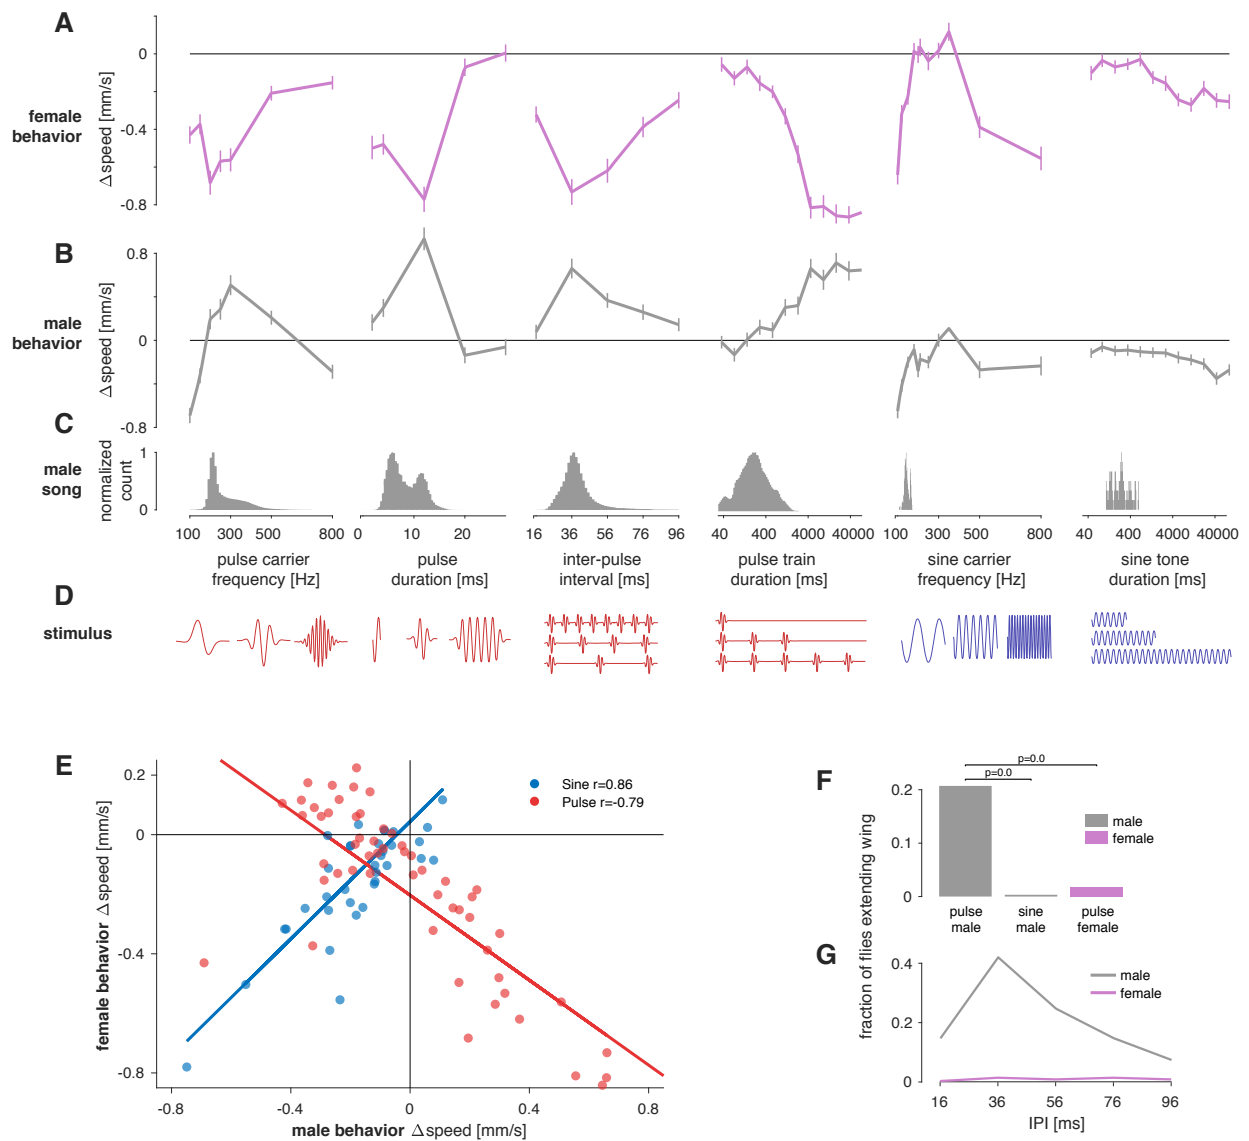 A
female
behavior
Δspeed [mm/s]
0
-0.4
-0.8
B
male
behavior
Δspeed [mm/s]
0.8
0
-0.8
C
male
song
normalized
count
1
0
100 300 500 800
0 10 20
16 36 56 76 96
40 400 4000 40000
100 300 500 800
40 400 4000 40000
pulse carrier
frequency [Hz]
pulse
duration [ms]
inter-pulse
interval [ms]
pulse train
duration [ms]
sine carrier
frequency [Hz]
sine tone
duration [ms]
D
stimulus
E
female behavior Δspeed [mm/s]
0.2
0
-0.4
-0.8
Sine r=0.86
Pulse r=-0.79
-0.8 -0.4 0 0.4 0.8
male behavior Δspeed [mm/s]
F
fraction of flies extending wing
p=0.0
p=0.0
0.2
0.1
0
male
female
pulse
male
sine
male
pulse
female
G
0.4
0.2
0
male
female
16 36 56 76 96
IPI [ms]